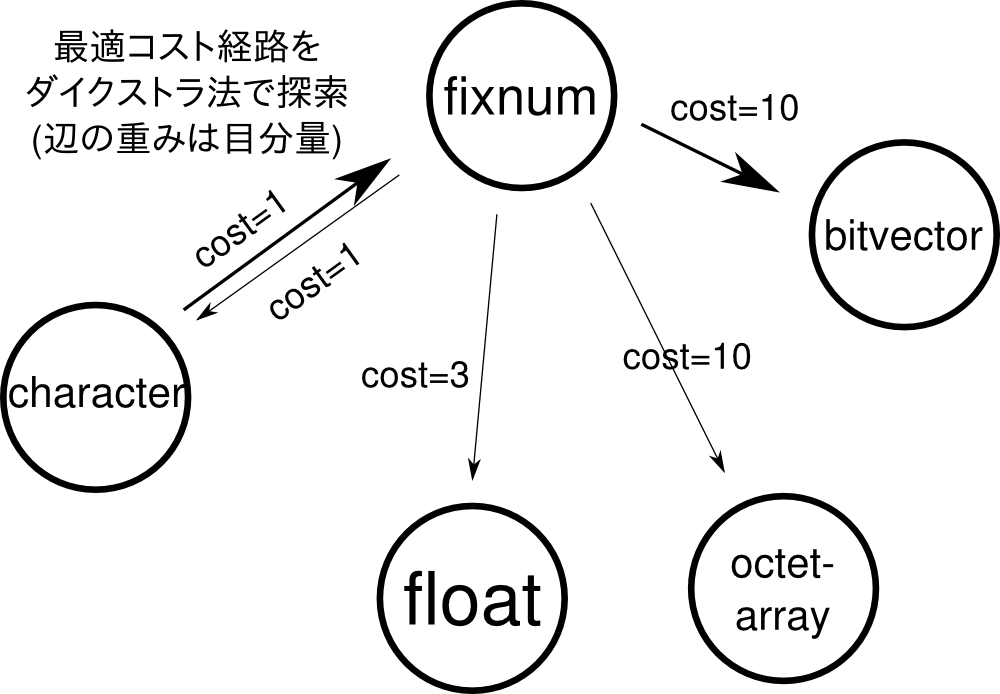 最適コスト経路を
ダイクストラ法で探索
(辺の重みは目分量)
fixnum
cost=10
bitvector
cost=1
cost=1
character
cost=3
cost=10
float
octet-
array